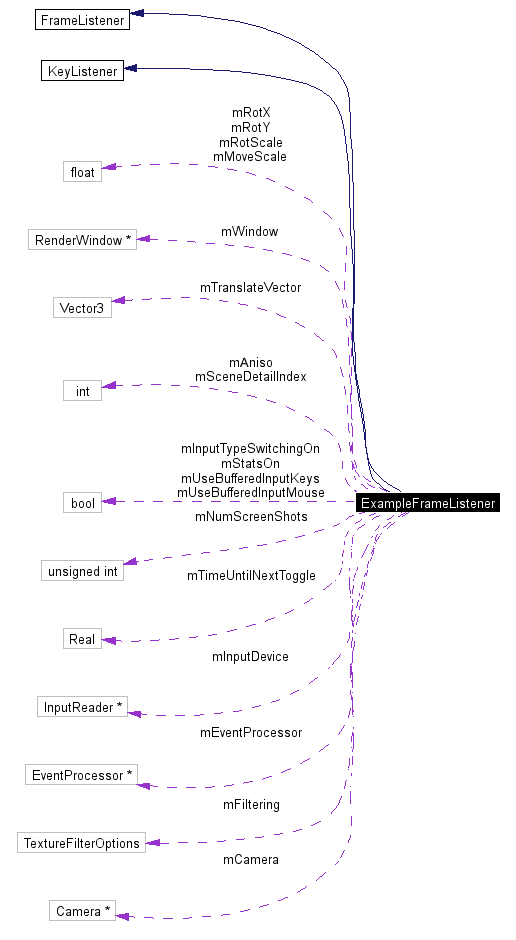 FrameListener
KeyListener
mRotX
mRotY
mRotScale
mMoveScale
float
mWindow
RenderWindow *
mTranslateVector
Vector3
mAniso
mSceneDetailIndex
int
mInputTypeSwitchingOn
mStatsOn
mUseBufferedInputKeys
mUseBufferedInputMouse
bool
ExampleFrameListener
mNumScreenShots
unsigned int
mTimeUntilNextToggle
Real
mInputDevice
InputReader *
mEventProcessor
EventProcessor *
mFiltering
TextureFilterOptions
mCamera
Camera *